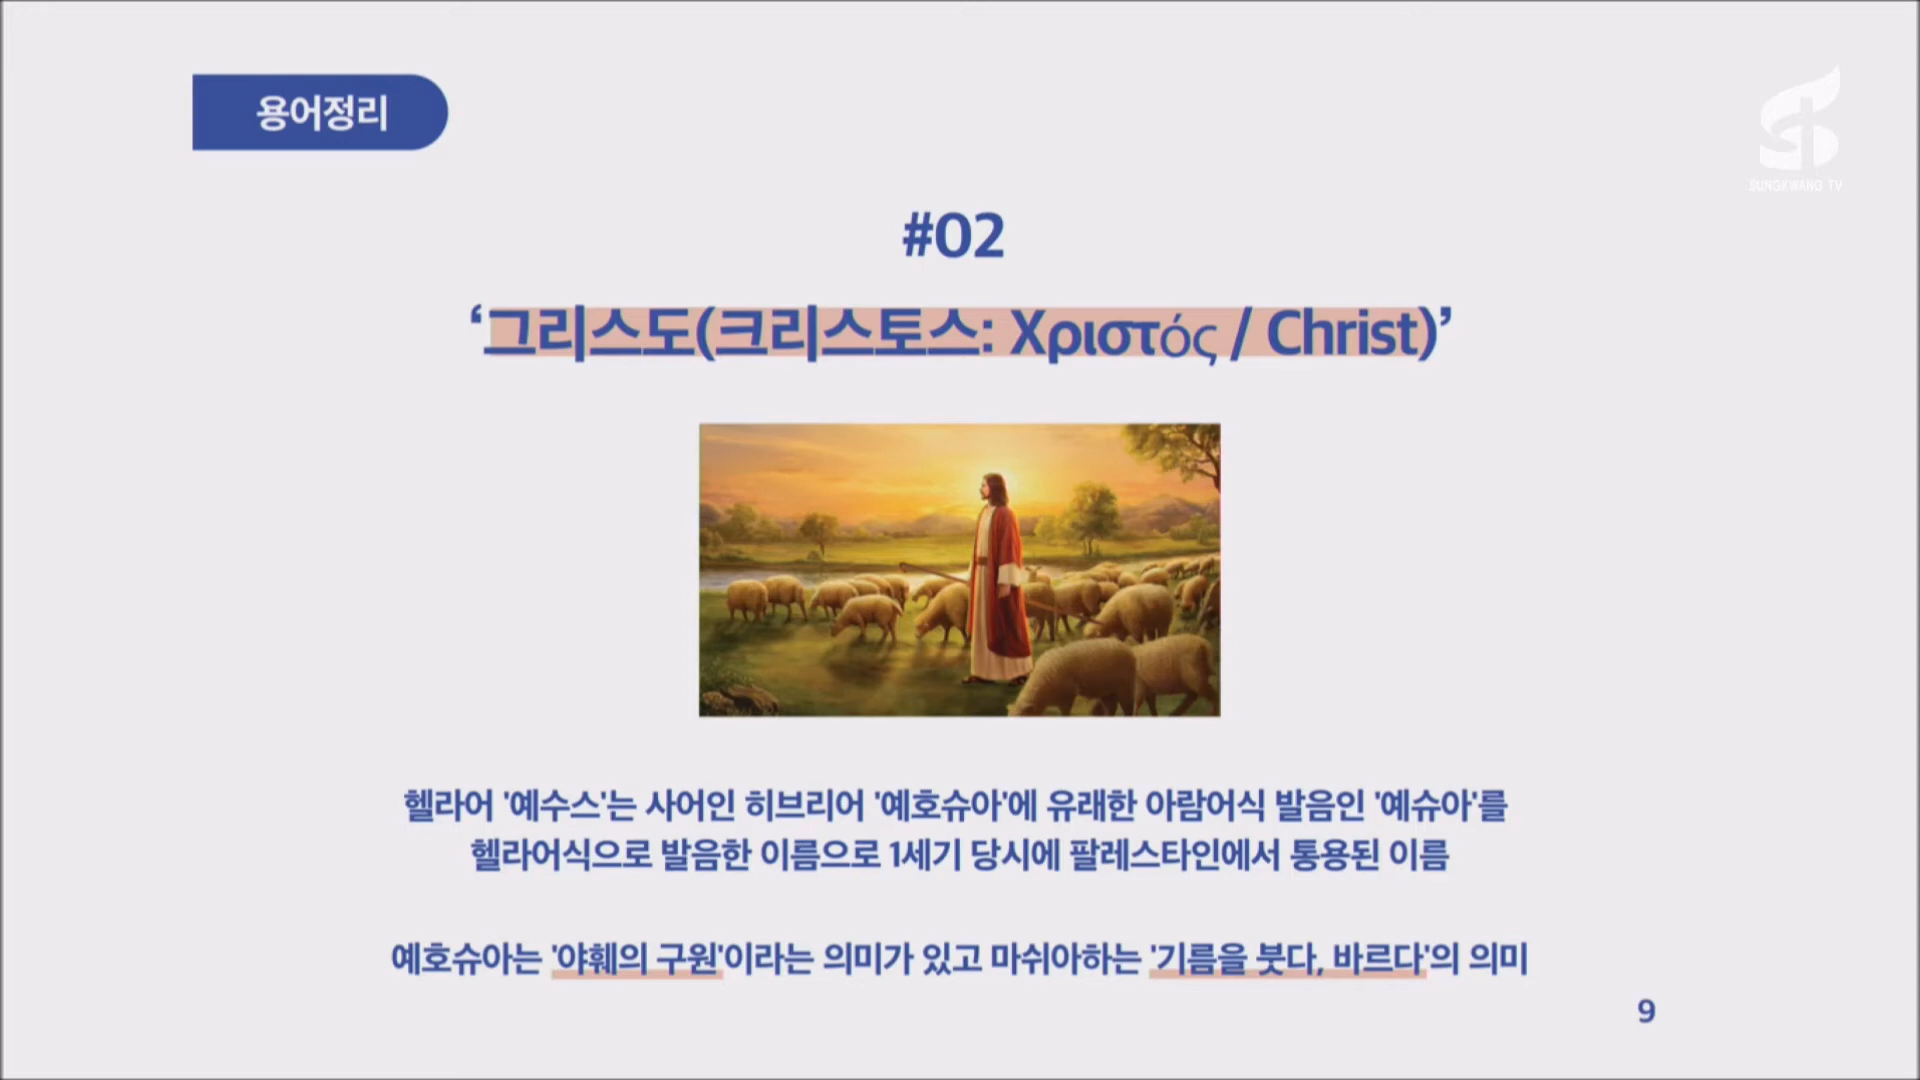 용어정리
SUNGKWANG TV
#02
‘그리스도(크리스토스: Χριστός / Christ)’
헬라어 '예수스'는 사어인 히브리어 '예호슈아'에 유래한 아람어식 발음인 '예슈아'를
헬라어식으로 발음한 이름으로 1세기 당시에 팔레스타인에서 통용된 이름
예호슈아는 '야훼의 구원'이라는 의미가 있고 마쉬아하는 '기름을 붓다, 바르다'의 의미
9